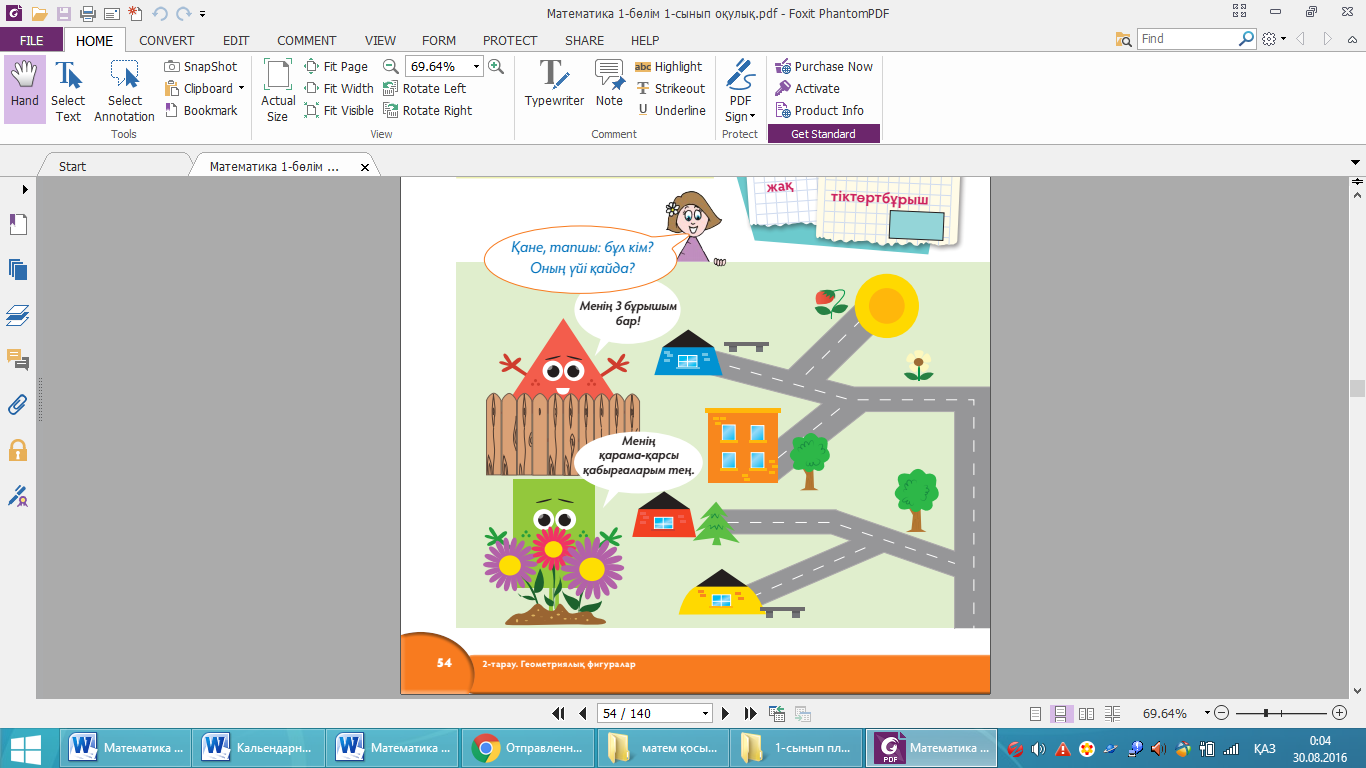 Математика 1-бөлім 1-сынып оқулық.pdf - Foxit PhantomPDF
FILE HOME CONVERT EDIT COMMENT VIEW FORM PROTECT SHARE HELP
Find
Hand
Select Text
Select Annotation
SnapShot
Clipboard
Bookmark
Tools
Actual Size
Fit Page
Fit Width
Fit Visible
69.64%
Rotate Left
Rotate Right
View
Typewriter
Note
abc Highlight
Strikeout
U Underline
Comment
PDF Sign
Protect
Purchase Now
Activate
Product Info
Get Standard
Start
Математика 1-бөлім ...
жақ
тіктөртбұрыш
Қане, тапшы: бұл кім?
Оның үйі қайда?
Менің 3 бұрышым
бар!
Менің
қарама-қарсы
қабырғаларым тең.
54 2-тарау. Геометриялық фигуралар
54 / 140
69.64%
Математика ...
Кальендарн...
Математика ...
Отправленн...
матем қосы...
1-сынып пл...
PDF
Математика ...
ҚАЗ
0:04
30.08.2016